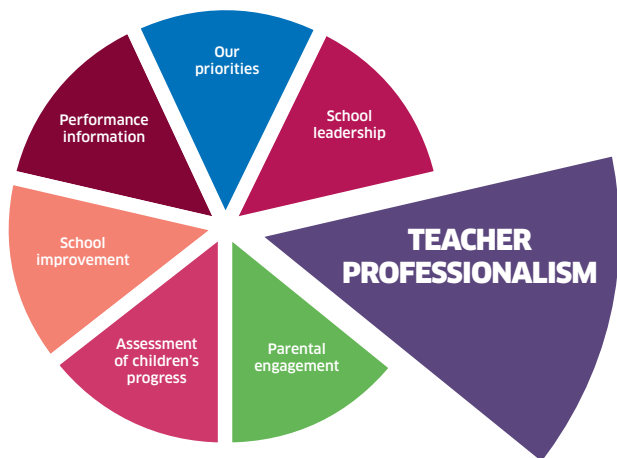 Our
priorities
School
leadership
TEACHER
PROFESSIONALISM
Parental
engagement
Assessment
of children's
progress
School
improvement
Performance
information